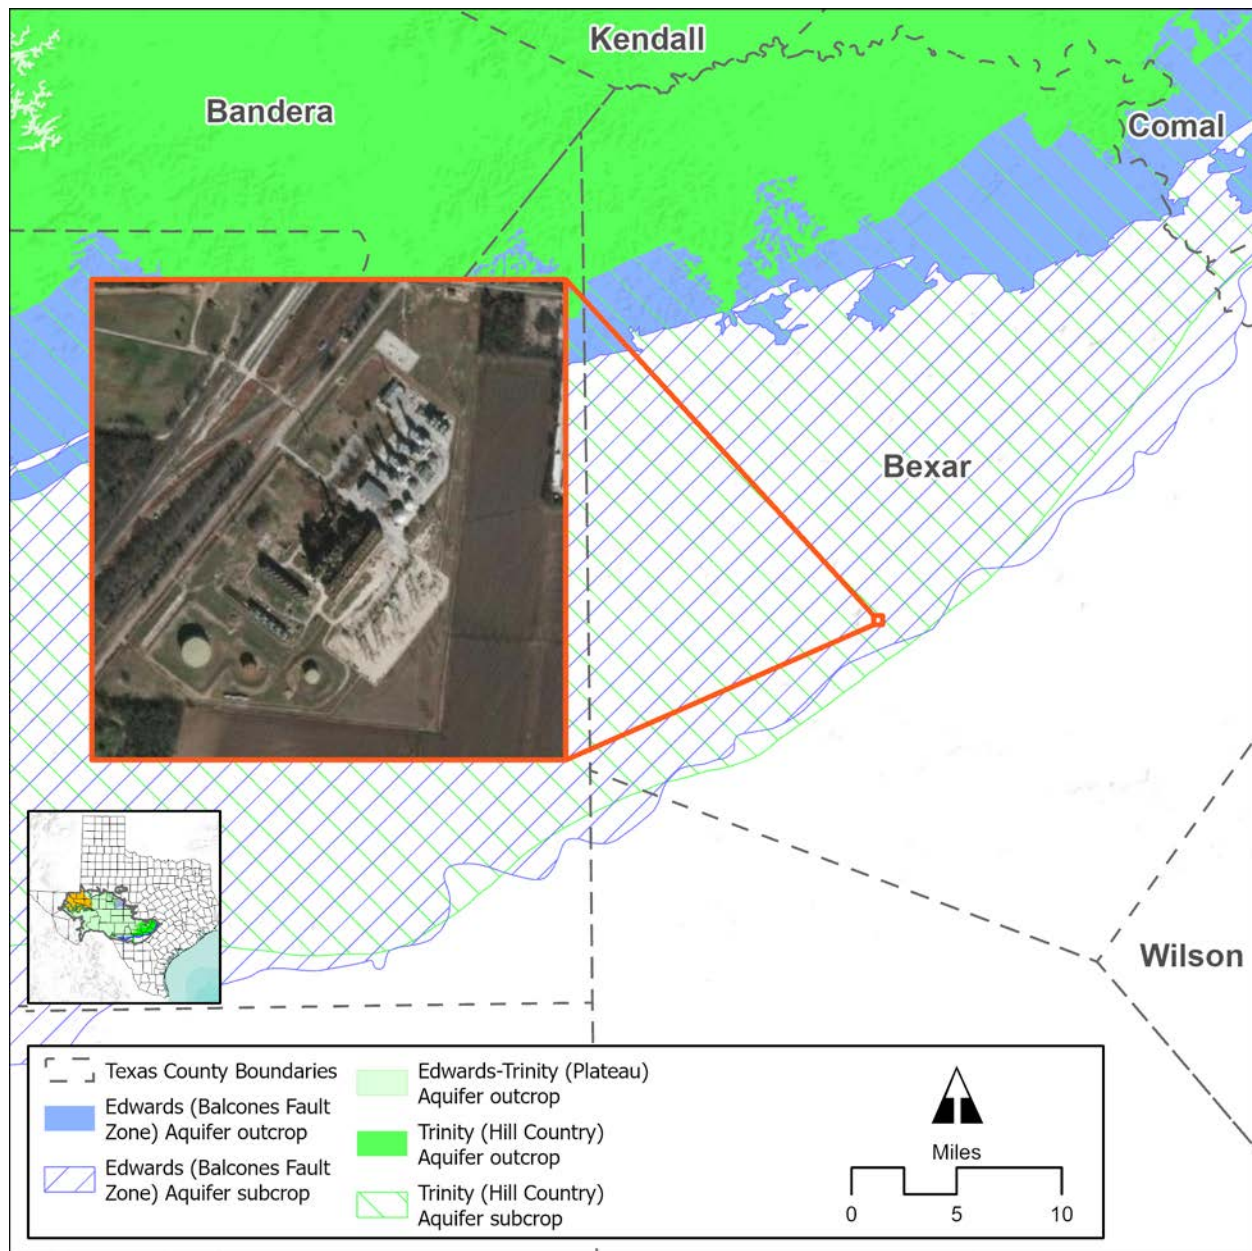 Kendall
Bandera
Comal
Bexar
Wilson
Texas County Boundaries
Edwards (Balcones Fault
Zone) Aquifer outcrop
Edwards (Balcones Fault
Zone) Aquifer subcrop
Edwards-Trinity (Plateau)
Aquifer outcrop
Trinity (Hill Country)
Aquifer outcrop
Trinity (Hill Country)
Aquifer subcrop
Miles
0 5 10